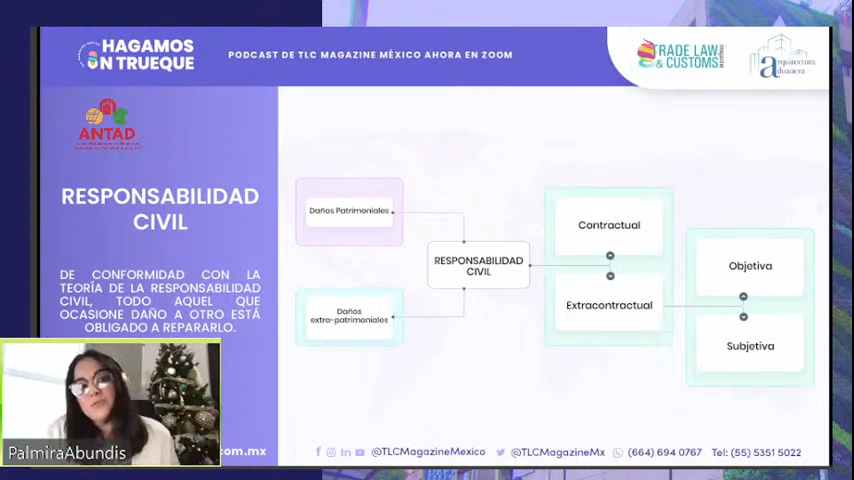 HAGAMOS
UN TRUEQUE
PODCAST DE TLC MAGAZINE MÉXICO AHORA EN ZOOM
TRADE LAW
& CUSTOMS
magazine
arquitectura
aduanera
ANTAD
RESPONSABILIDAD
CIVIL
DE CONFORMIDAD CON LA
TEORÍA DE LA RESPONSABILIDAD
CIVIL, TODO AQUEL QUE
OCASIONE DAÑO A OTRO ESTÁ
OBLIGADO A REPARARLO.
Daños Patrimoniales
Daños
extra-patrimoniales
RESPONSABILIDAD
CIVIL
Contractual
Extracontractual
Objetiva
Subjetiva
PalmiraAbundis
com.mx
@TLCMagazineMexico
@TLCMagazineMx
(664) 694 0767
Tel: (55) 5351 5022